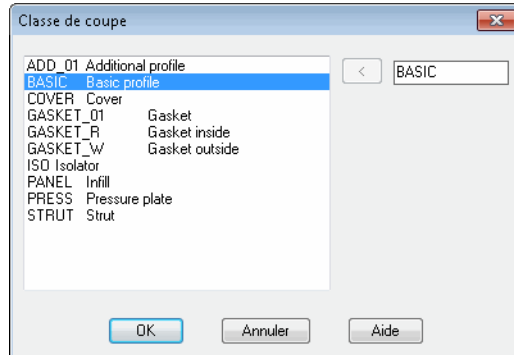 Classe de coupe
ADD_01 Additional profile
BASIC Basic profile
COVER Cover
GASKET_01 Gasket
GASKET_R Gasket inside
GASKET_W Gasket outside
ISO Isolator
PANEL Infill
PRESS Pressure plate
STRUT Strut
< BASIC
OK Annuler Aide